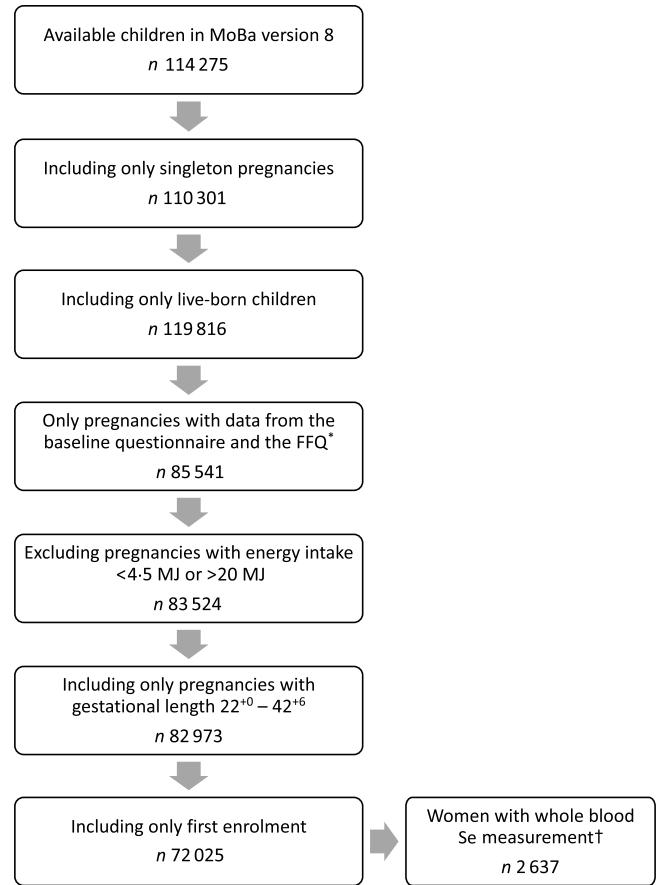 Available children in MoBa version 8
n 114 275
Including only singleton pregnancies
n 110 301
Including only live-born children
n 119 816
Only pregnancies with data from the
baseline questionnaire and the FFQ*
n 85 541
Excluding pregnancies with energy intake
<4·5 MJ or >20 MJ
n 83 524
Including only pregnancies with
gestational length 22⁺⁰ – 42⁺⁶
n 82 973
Including only first enrolment
n 72 025
Women with whole blood
Se measurement†
n 2 637